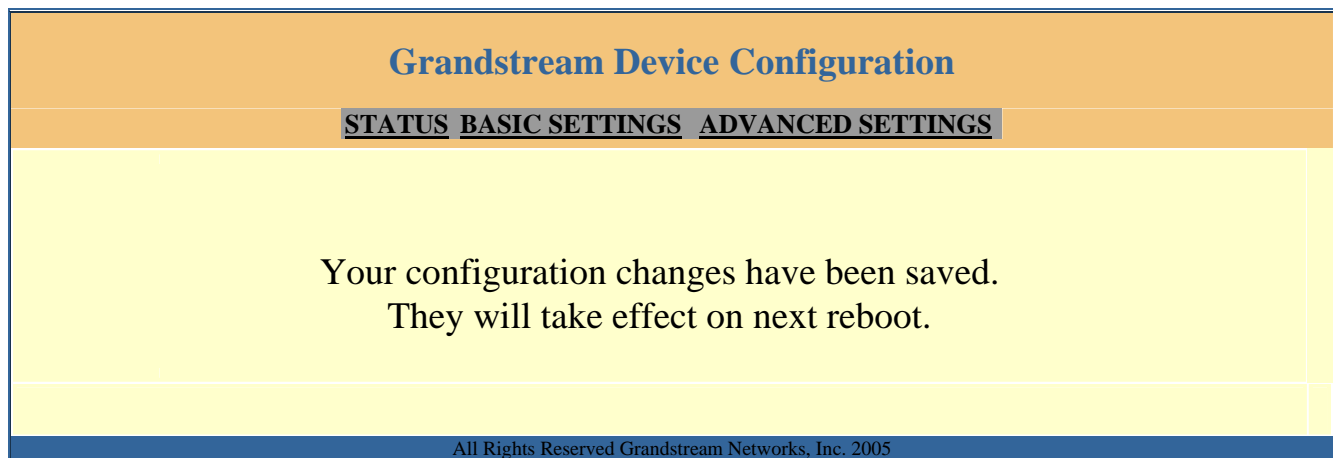 Grandstream Device Configuration
STATUS BASIC SETTINGS ADVANCED SETTINGS
Your configuration changes have been saved.
They will take effect on next reboot.
All Rights Reserved Grandstream Networks, Inc. 2005